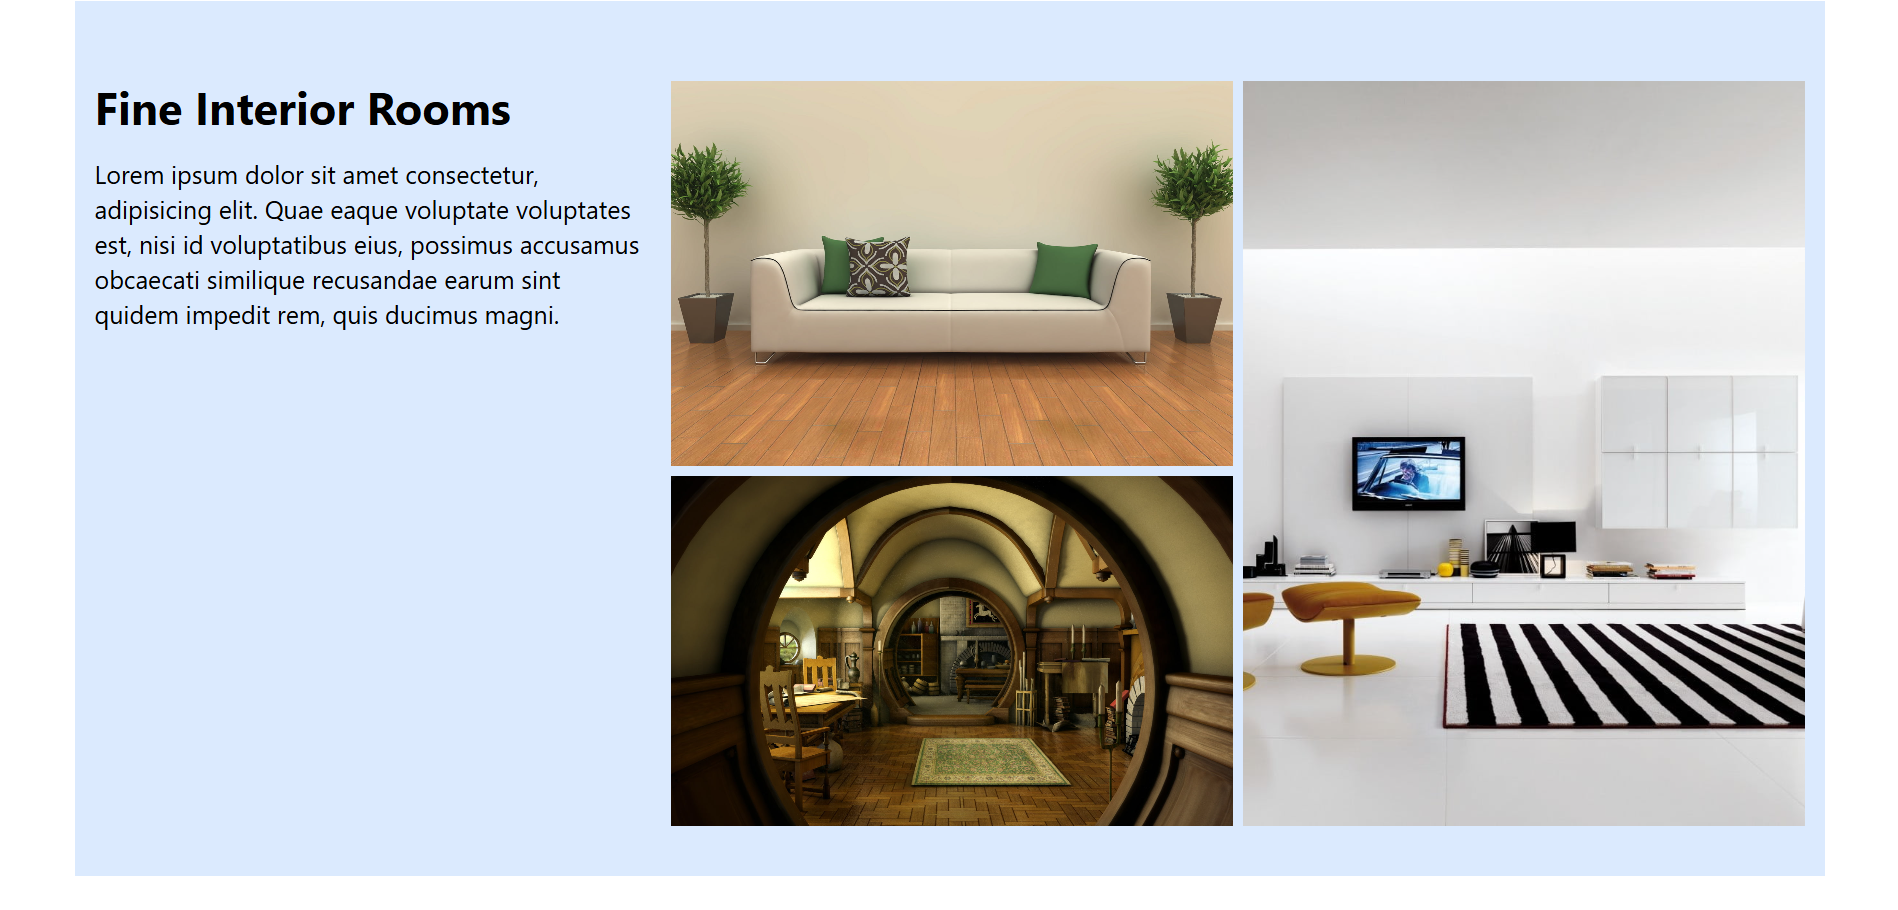 Fine Interior Rooms
Lorem ipsum dolor sit amet consectetur,
adipisicing elit. Quae eaque voluptate voluptates
est, nisi id voluptatibus eius, possimus accusamus
obcaecati similique recusandae earum sint
quidem impedit rem, quis ducimus magni.